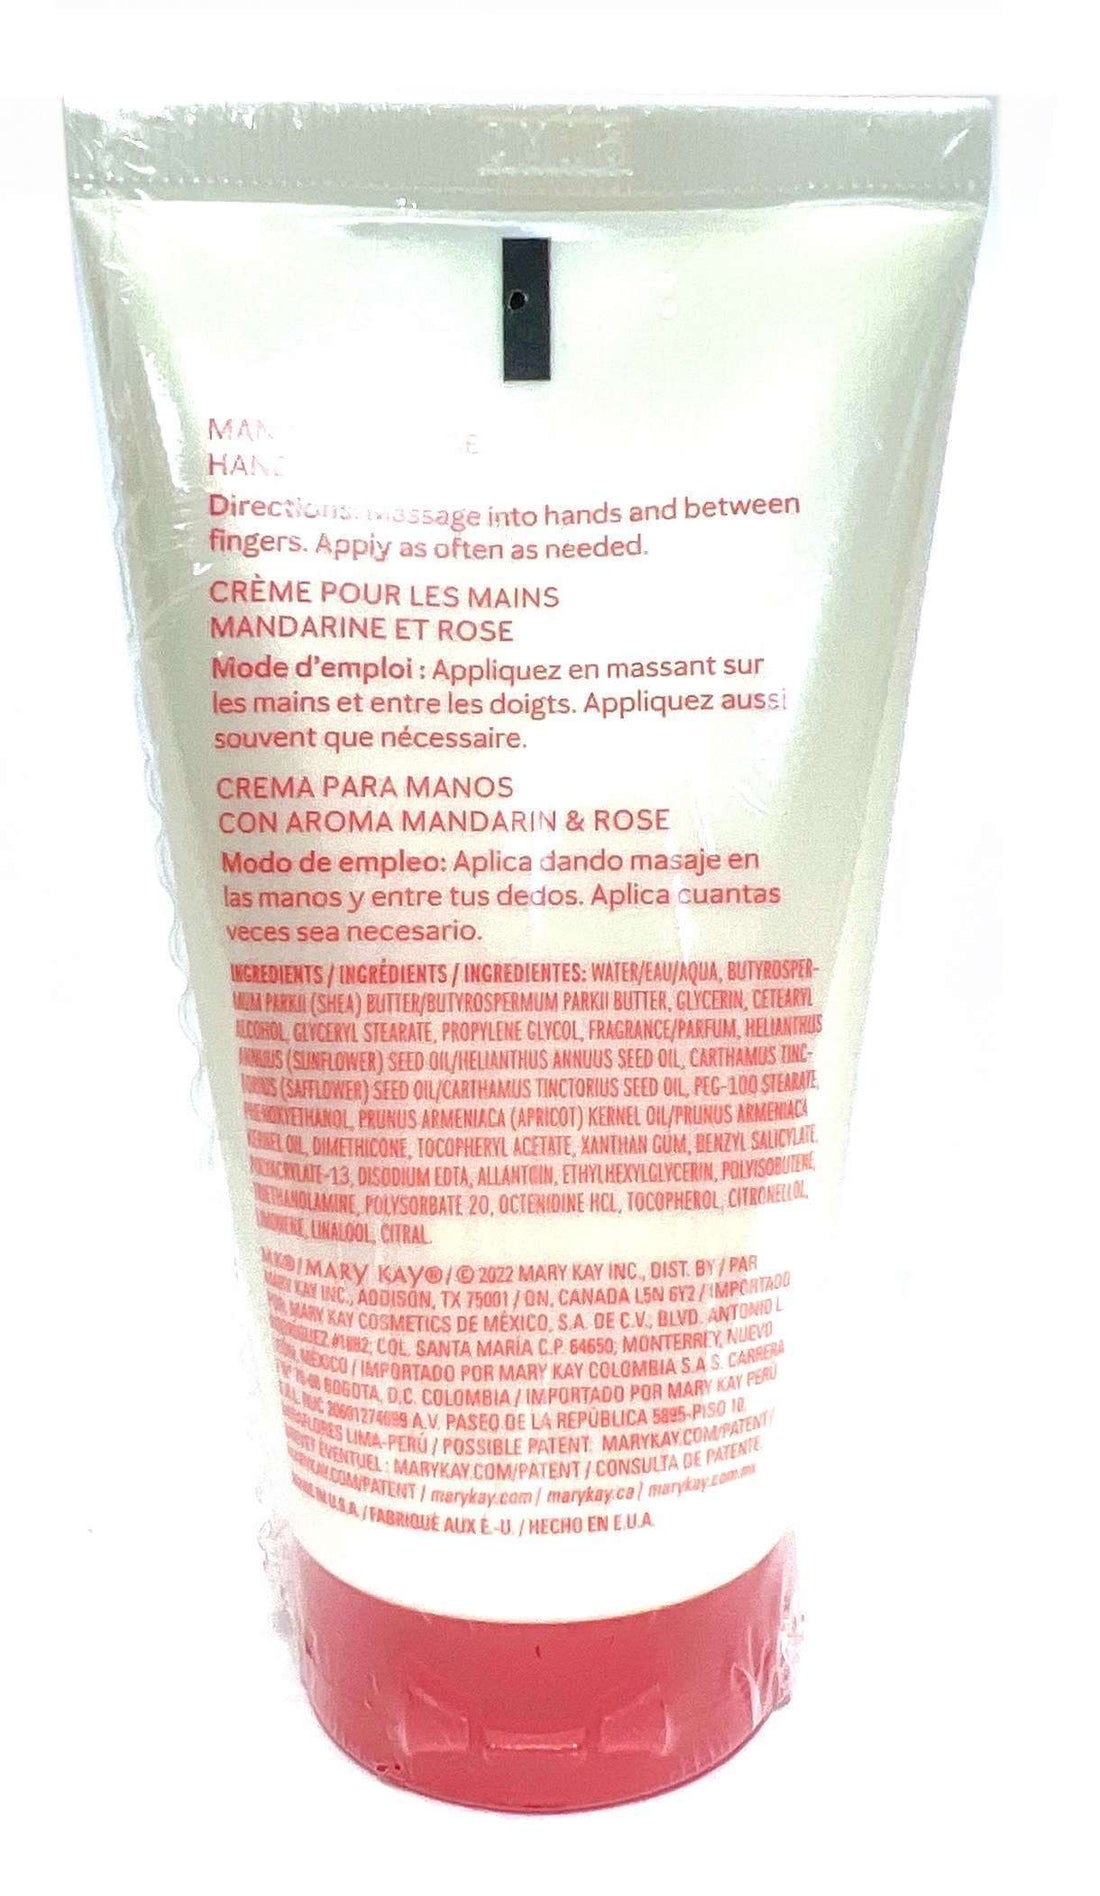 Directions: Massage into hands and between
fingers. Apply as often as needed.
CRÈME POUR LES MAINS
MANDARINE ET ROSE
Mode d'emploi : Appliquez en massant sur
les mains et entre les doigts. Appliquez aussi
souvent que nécessaire.
CREMA PARA MANOS
CON AROMA MANDARIN & ROSE
Modo de empleo: Aplica dando masaje en
las manos y entre tus dedos. Aplica cuantas
veces sea necesario.
INGREDIENTS / INGRÉDIENTS / INGREDIENTES: WATER/EAU/AQUA, BUTYROSPER-
MUM PARKII (SHEA) BUTTER/BUTYROSPERMUM PARKII BUTTER, GLYCERIN, CETEARYL
ALCOHOL, GLYCERYL STEARATE, PROPYLENE GLYCOL, FRAGRANCE/PARFUM, HELIANTHUS
ANNUUS (SUNFLOWER) SEED OIL/HELIANTHUS ANNUUS SEED OIL, CARTHAMUS TINC-
TORIUS (SAFFLOWER) SEED OIL/CARTHAMUS TINCTORIUS SEED OIL, PEG-100 STEARATE,
PHENOXYETHANOL, PRUNUS ARMENIACA (APRICOT) KERNEL OIL/PRUNUS ARMENIACA
KERNEL OIL, DIMETHICONE, TOCOPHERYL ACETATE, XANTHAN GUM, BENZYL SALICYLATE,
POLYACRYLATE-13, DISODIUM EDTA, ALLANTOIN, ETHYLHEXYLGLYCERIN, POLYISOBUTENE,
TRIETHANOLAMINE, POLYSORBATE 20, OCTENIDINE HCL, TOCOPHEROL, CITRONELLOL,
LIMONENE, LINALOOL, CITRAL.
MK®/MARY KAY®/© 2022 MARY KAY INC., DIST. BY / PAR
MARY KAY INC., ADDISON, TX 75001 / ON, CANADA L5N 6Y2 / IMPORTADO
POR MARY KAY COSMETICS DE MÉXICO, S.A. DE C.V.; BLVD. ANTONIO L.
RODRÍGUEZ #1882; COL. SANTA MARÍA C.P. 64650; MONTERREY, NUEVO
LEÓN, MÉXICO / IMPORTADO POR MARY KAY COLOMBIA S.A.S. CARRERA
BOGOTA, D.C. COLOMBIA / IMPORTADO POR MARY KAY PERÚ
S.R.L. RUC 20601274699 A.V. PASEO DE LA REPÚBLICA 5895-PISO 10,
MIRAFLORES LIMA-PERÚ / POSSIBLE PATENT: MARYKAY.COM/PATENT /
BREVET ÉVENTUEL : MARYKAY.COM/PATENT / CONSULTA DE PATENTE
MARYKAY.COM/PATENT / marykay.com / marykay.ca / marykay.com.mx
MADE IN U.S.A. / FABRIQUÉ AUX É.-U. / HECHO EN E.U.A.